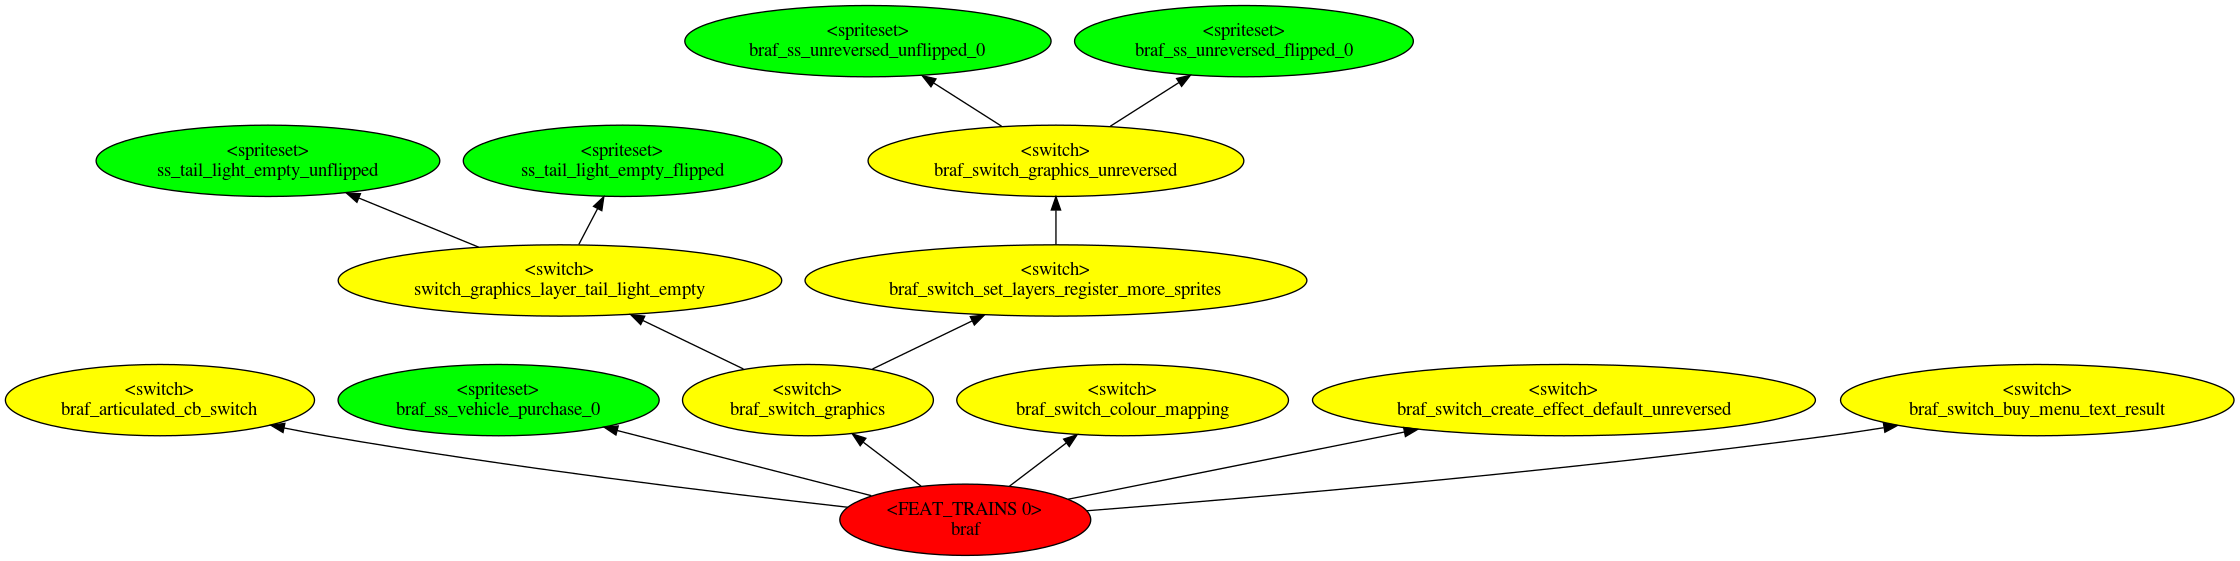 <spriteset>
braf_ss_unreversed_unflipped_0
<spriteset>
braf_ss_unreversed_flipped_0
<spriteset>
ss_tail_light_empty_unflipped
<spriteset>
ss_tail_light_empty_flipped
<switch>
braf_switch_graphics_unreversed
<switch>
switch_graphics_layer_tail_light_empty
<switch>
braf_switch_set_layers_register_more_sprites
<switch>
braf_articulated_cb_switch
<spriteset>
braf_ss_vehicle_purchase_0
<switch>
braf_switch_graphics
<switch>
braf_switch_colour_mapping
<switch>
braf_switch_create_effect_default_unreversed
<switch>
braf_switch_buy_menu_text_result
<FEAT_TRAINS 0>
braf